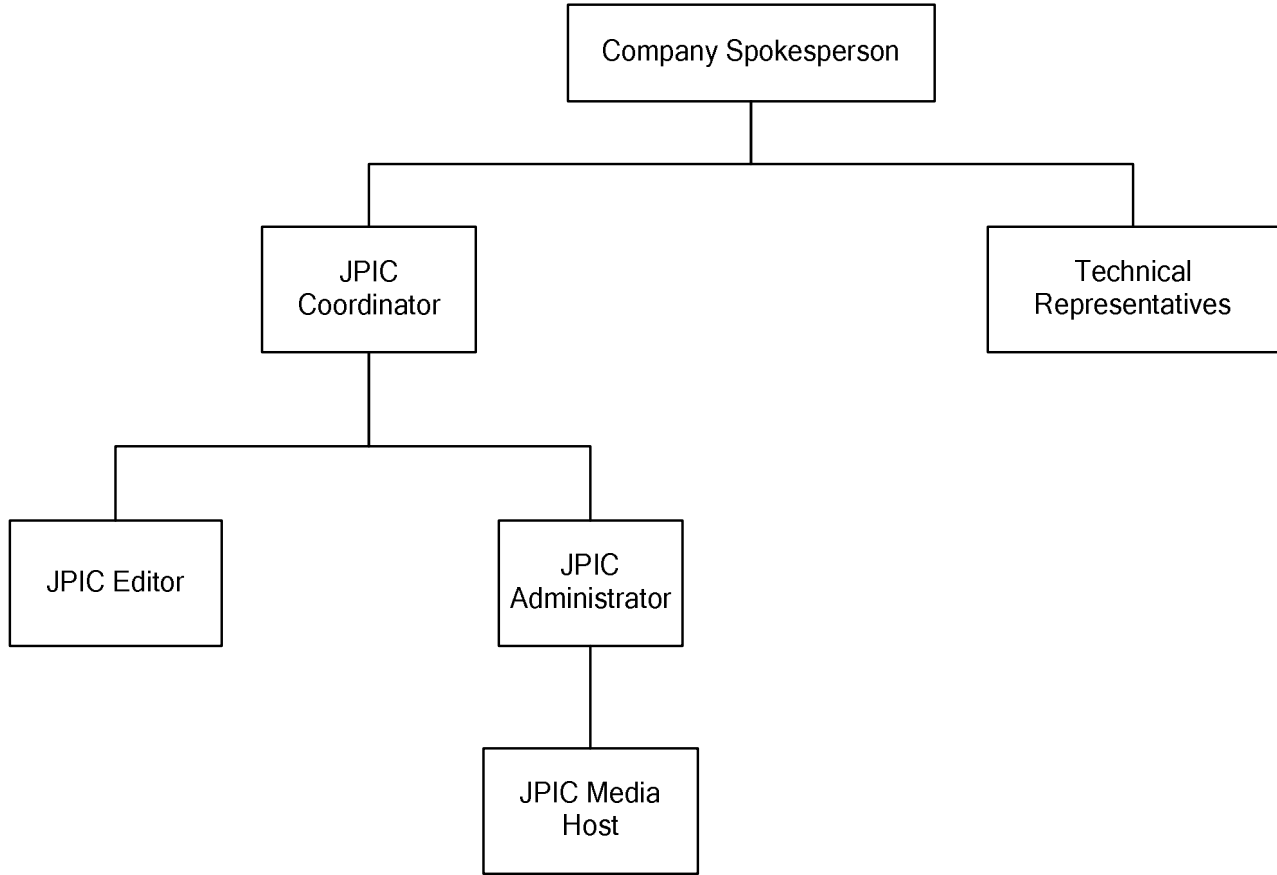 Company Spokesperson
JPIC
Coordinator
Technical
Representatives
JPIC Editor
JPIC
Administrator
JPIC Media
Host